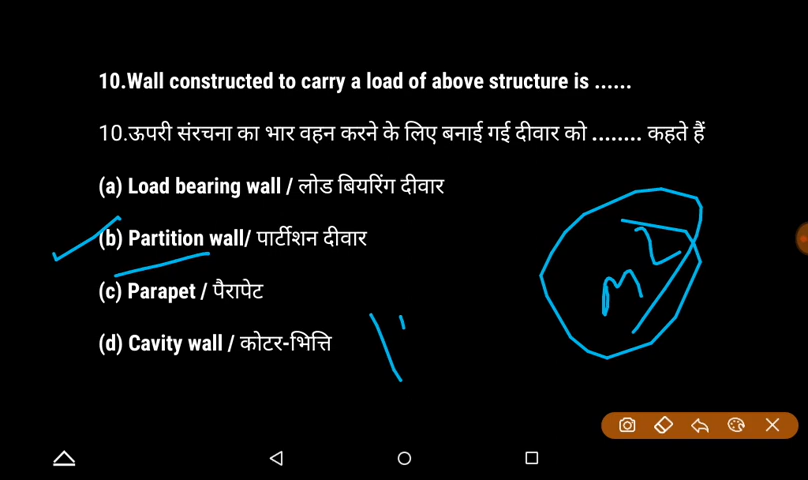 10.Wall constructed to carry a load of above structure is ......
10.ऊपरी संरचना का भार वहन करने के लिए बनाई गई दीवार को ........ कहते हैं
(a) Load bearing wall / लोड बियरिंग दीवार
(b) Partition wall/ पार्टीशन दीवार
(c) Parapet / पैरापेट
(d) Cavity wall / कोटर-भित्ति